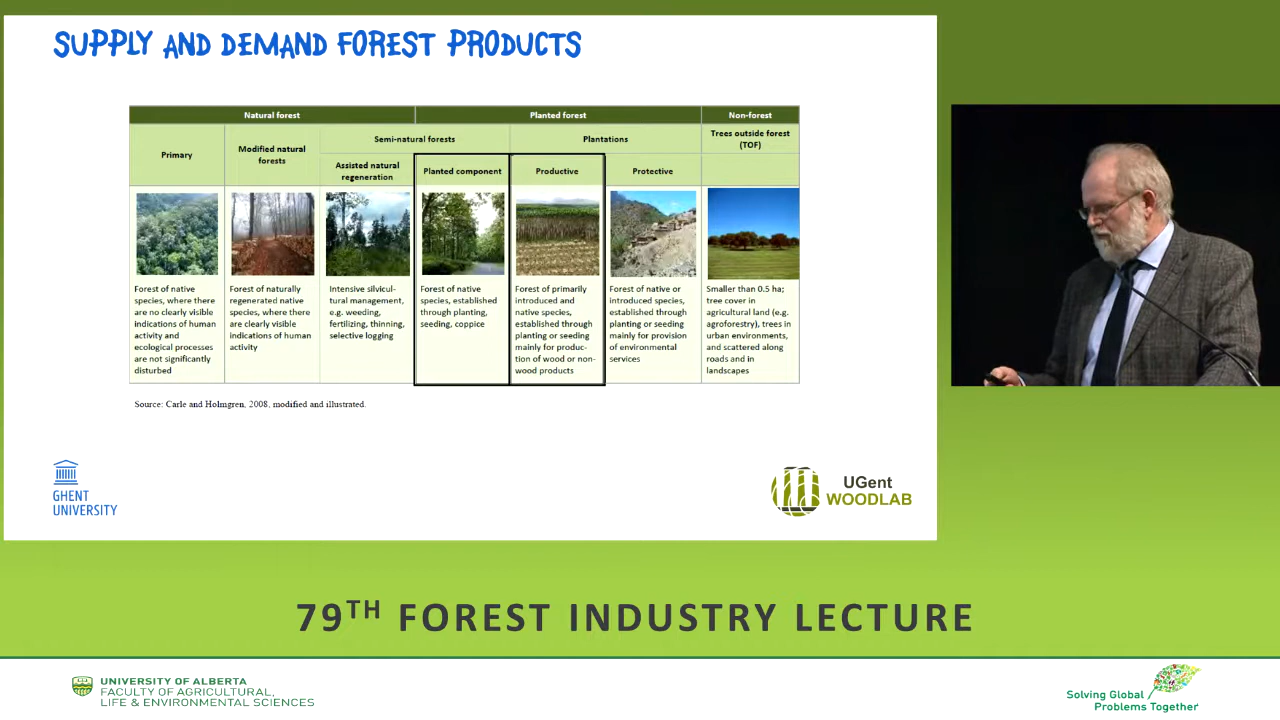 SUPPLY AND DEMAND FOREST PRODUCTS
Natural forest
Planted forest
Non-forest
Primary
Modified natural
forests
Semi-natural forests
Plantations
Trees outside forest
(TOF)
Assisted natural
regeneration
Planted component
Productive
Protective
Forest of native
species, where there
are no clearly visible
indications of human
activity and
ecological processes
are not significantly
disturbed
Forest of naturally
regenerated native
species, where there
are clearly visible
indications of human
activity
Intensive silvicul-
tural management,
e.g. weeding,
fertilizing, thinning,
selective logging
Forest of native
species, established
through planting,
seeding, coppice
Forest of primarily
introduced and
native species,
established through
planting or seeding
mainly for produc-
tion of wood or non-
wood products
Forest of native or
introduced species,
established through
planting or seeding
mainly for provision
of environmental
services
Smaller than 0.5 ha;
tree cover in
agricultural land (e.g.
agroforestry), trees in
urban environments,
and scattered along
roads and in
landscapes
Source: Carle and Holmgren, 2008, modified and illustrated.
GHENT
UNIVERSITY
UGent
WOODLAB
79TH FOREST INDUSTRY LECTURE
UNIVERSITY OF ALBERTA
FACULTY OF AGRICULTURAL,
LIFE & ENVIRONMENTAL SCIENCES
Solving Global
Problems Together